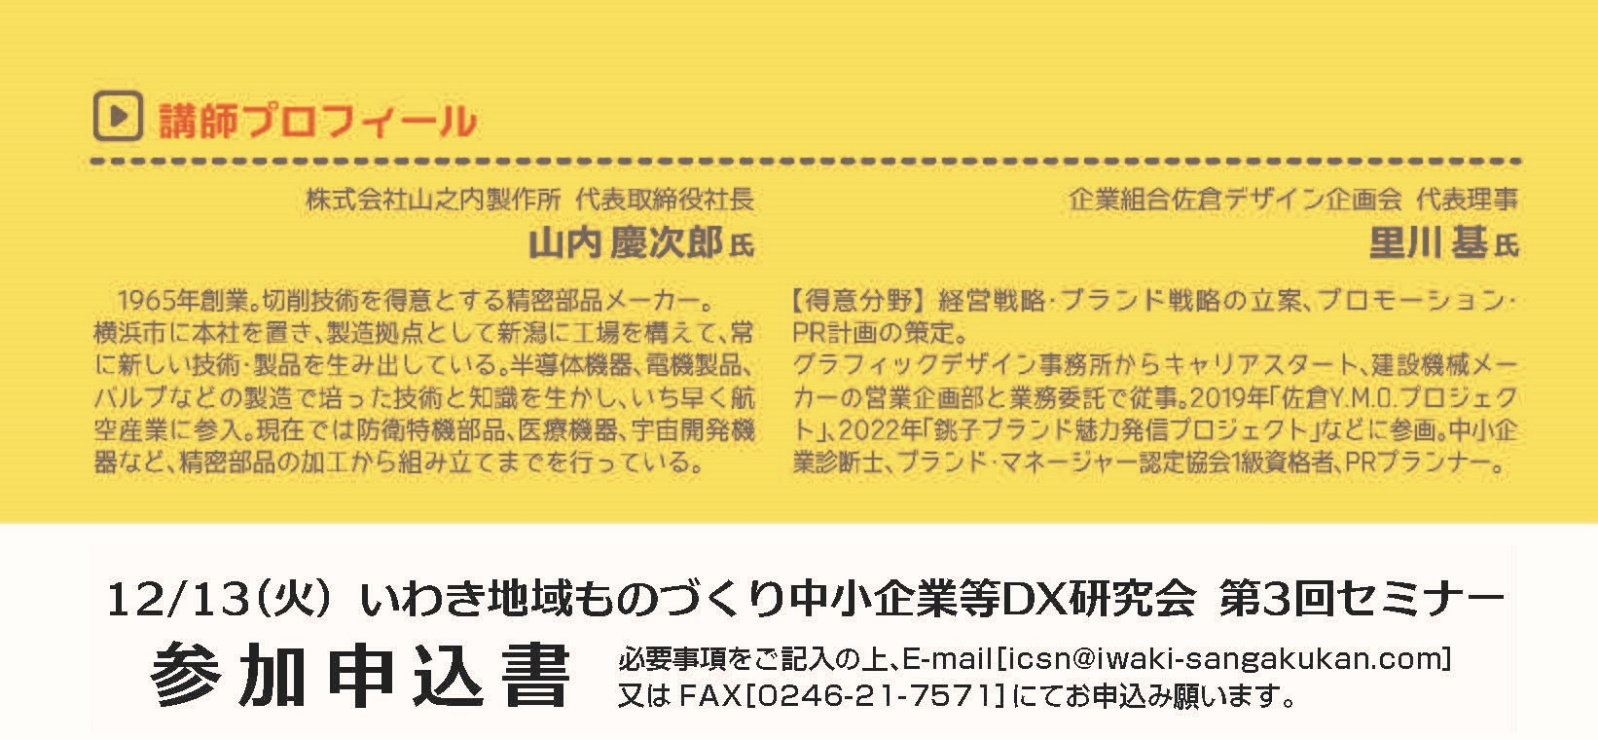 講師プロフィール
株式会社山之内製作所 代表取締役社長
山内 慶次郎 氏
1965年創業。切削技術を得意とする精密部品メーカー。
横浜市に本社を置き、製造拠点として新潟に工場を構えて、常
に新しい技術・製品を生み出している。半導体機器、電機製品、
バルブなどの製造で培った技術と知識を生かし、いち早く航
空産業に参入。現在では防衛特機部品、医療機器、宇宙開発機
器など、精密部品の加工から組み立てまでを行っている。
企業組合佐倉デザイン企画会 代表理事
里川 基 氏
【得意分野】経営戦略・ブランド戦略の立案、プロモーション・
PR計画の策定。
グラフィックデザイン事務所からキャリアスタート、建設機械メー
カーの営業企画部と業務委託で従事。2019年「佐倉Y.M.O.プロジェク
ト」、2022年「銚子ブランド魅力発信プロジェクト」などに参画。中小企
業診断士、ブランド・マネージャー認定協会1級資格者、PRプランナー。
12/13(火) いわき地域ものづくり中小企業等DX研究会 第3回セミナー
参加申込書
必要事項をご記入の上、E-mail[icsn@iwaki-sangakukan.com]
又は FAX[0246-21-7571]にてお申込み願います。